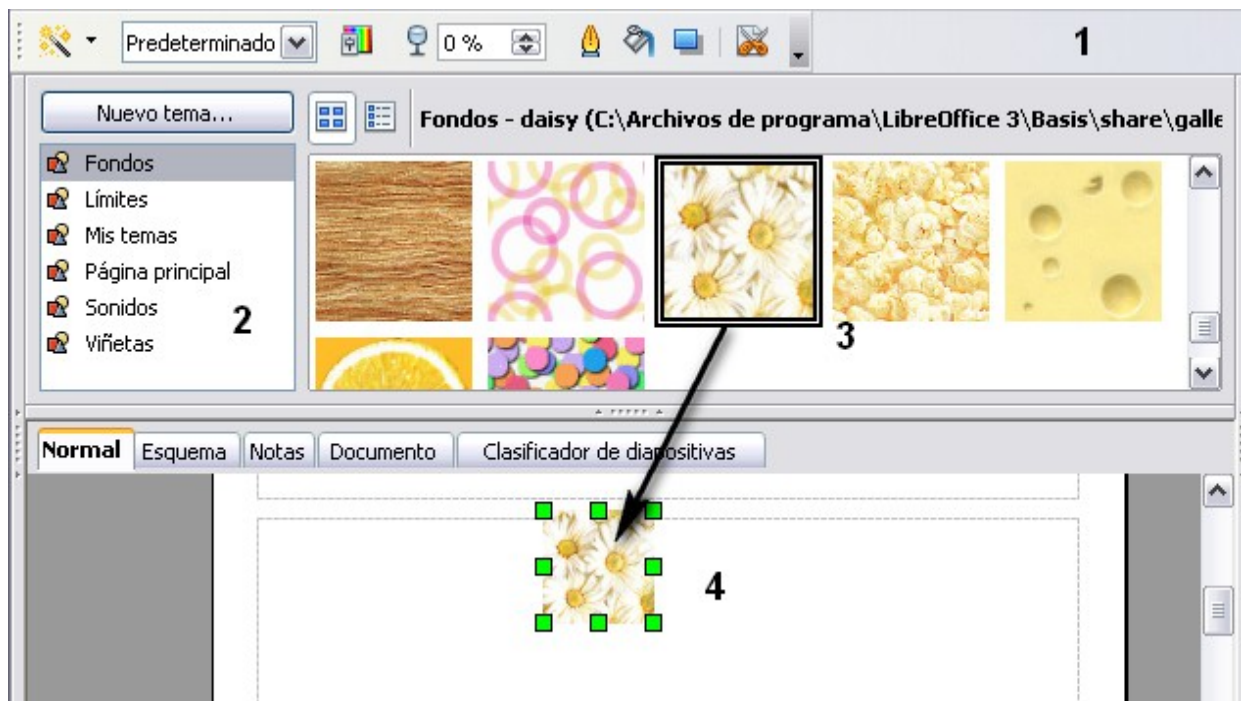 Predeterminado 0 % 1
Nuevo tema... Fondos - daisy (C:\Archivos de programa\LibreOffice 3\Basis\share\galle
Fondos
Límites
Mis temas
Página principal
Sonidos
2
3
Viñetas
Normal Esquema Notas Documento Clasificador de diapositivas
4